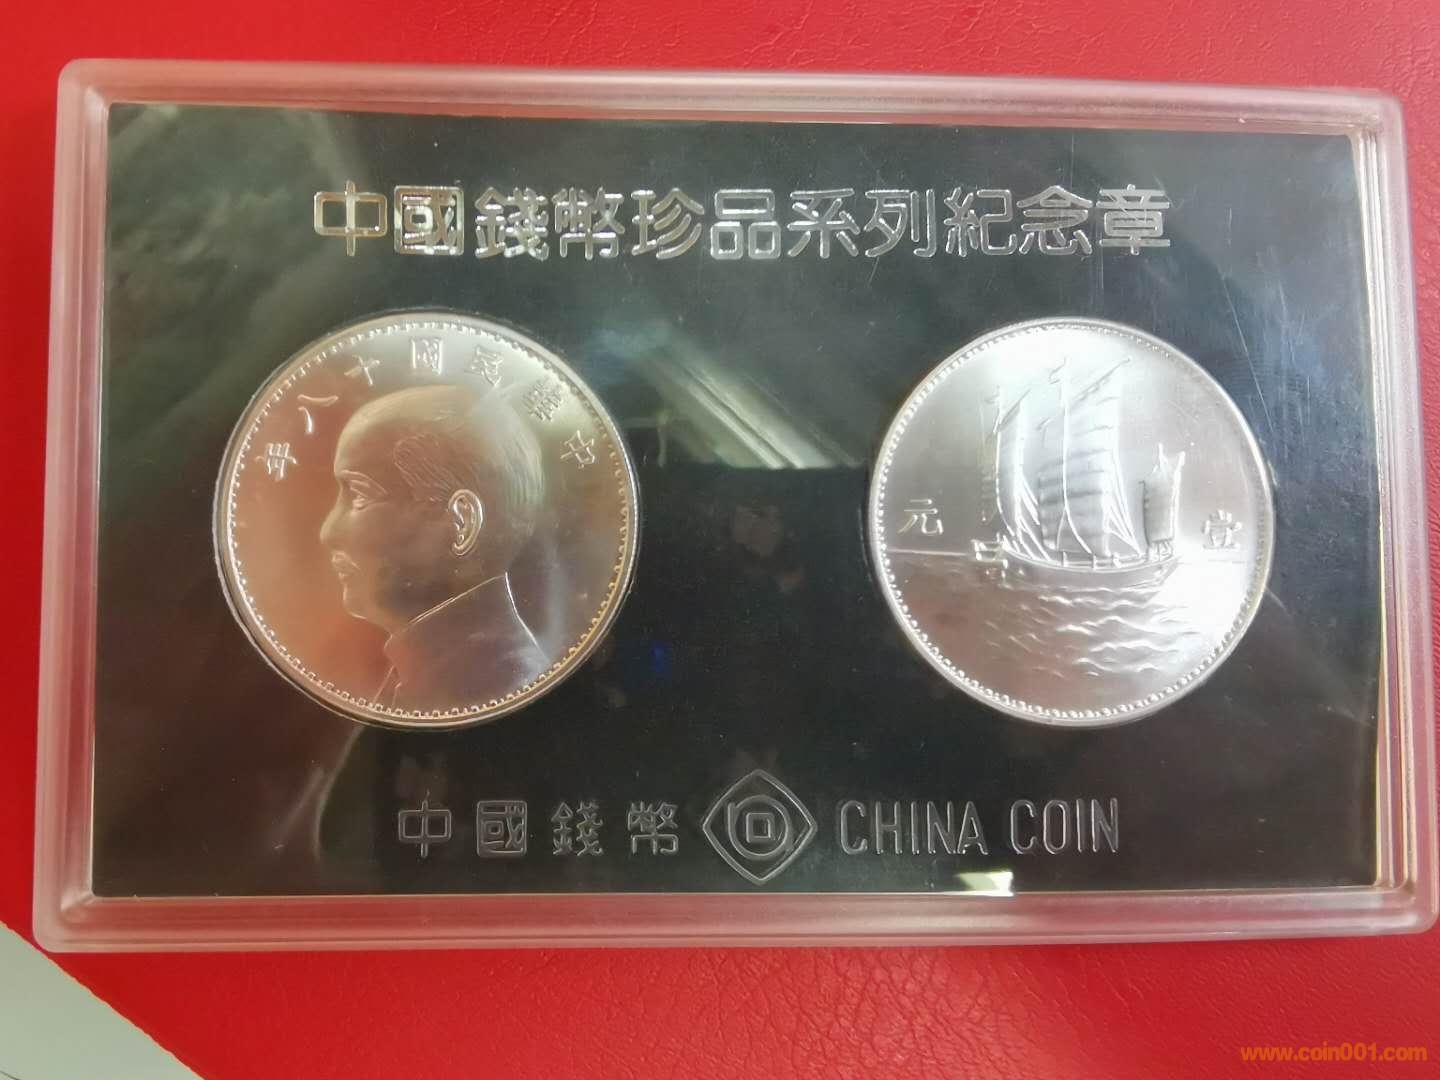 中國錢幣珍品系列紀念章
中華民國十八年
元 壹
中國錢幣 CHINA COIN
www.coin001.com